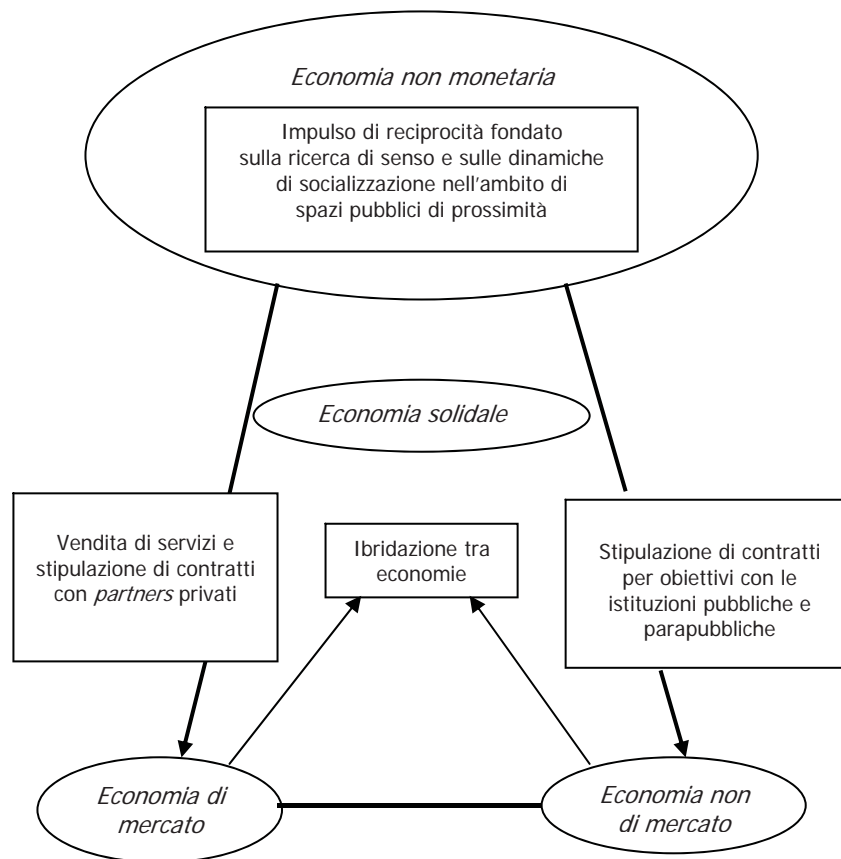 Economia non monetaria
Impulso di reciprocità fondato
sulla ricerca di senso e sulle dinamiche
di socializzazione nell'ambito di
spazi pubblici di prossimità
Economia solidale
Vendita di servizi e
stipulazione di contratti
con partners privati
Ibridazione tra
economie
Stipulazione di contratti
per obiettivi con le
istituzioni pubbliche e
parapubbliche
Economia di
mercato
Economia non
di mercato